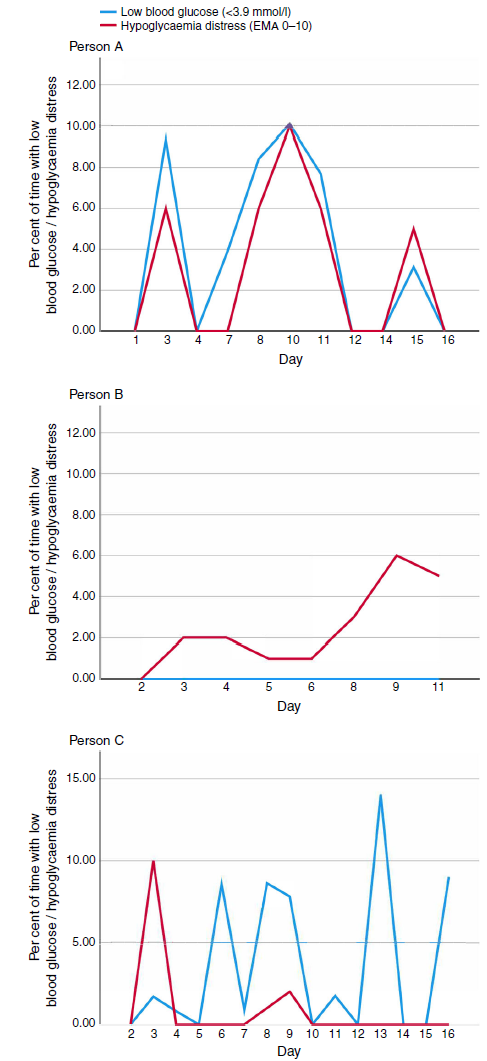 Low blood glucose (<3.9 mmol/l)
Hypoglycaemia distress (EMA 0–10)
Person A
Per cent of time with low
blood glucose / hypoglycaemia distress
12.00
10.00
8.00
6.00
4.00
2.00
0.00
1 3 4 7 8 10 11 12 14 15 16
Day
Person B
Per cent of time with low
blood glucose / hypoglycaemia distress
12.00
10.00
8.00
6.00
4.00
2.00
0.00
2 3 4 5 6 8 9 11
Day
Person C
Per cent of time with low
blood glucose / hypoglycaemia distress
15.00
10.00
5.00
0.00
2 3 4 5 6 7 8 9 10 11 12 13 14 15 16
Day